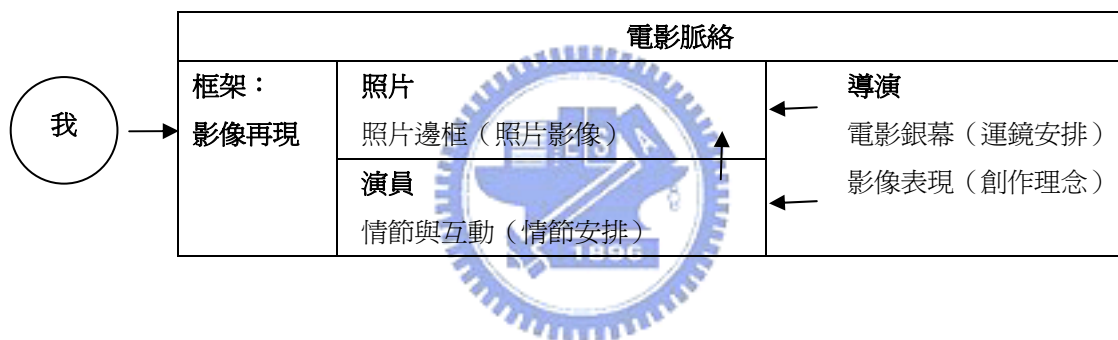 電影脈絡
我
框架：
影像再現
照片
照片邊框（照片影像）
演員
情節與互動（情節安排）
導演
電影銀幕（運鏡安排）
影像表現（創作理念）
1896